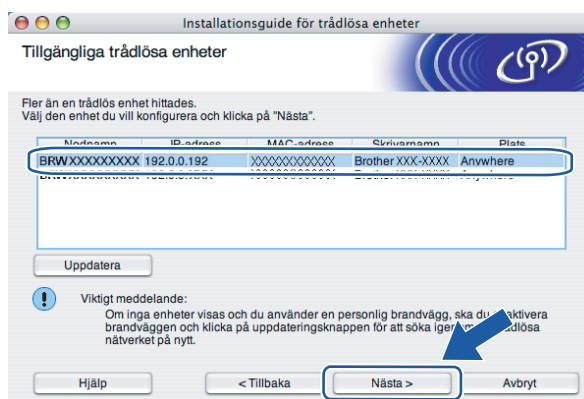 Installationsguide för trådlösa enheter
Tillgängliga trådlösa enheter
Fler än en trådlös enhet hittades.
Välj den enhet du vill konfigurera och klicka på "Nästa".
Nodnamn IP-adress MAC-adress Skrivarnamn Plats
BRWXXXXXXXXX 192.0.0.192 XXXXXXXXXXXX Brother XXX-XXXX Anywhere
Uppdatera
Viktigt meddelande:
Om inga enheter visas och du använder en personlig brandvägg, ska du
brandväggen och klicka på uppdateringsknappen för att söka
nätverket på nytt.
Hjälp < Tillbaka Nästa > Avbryt